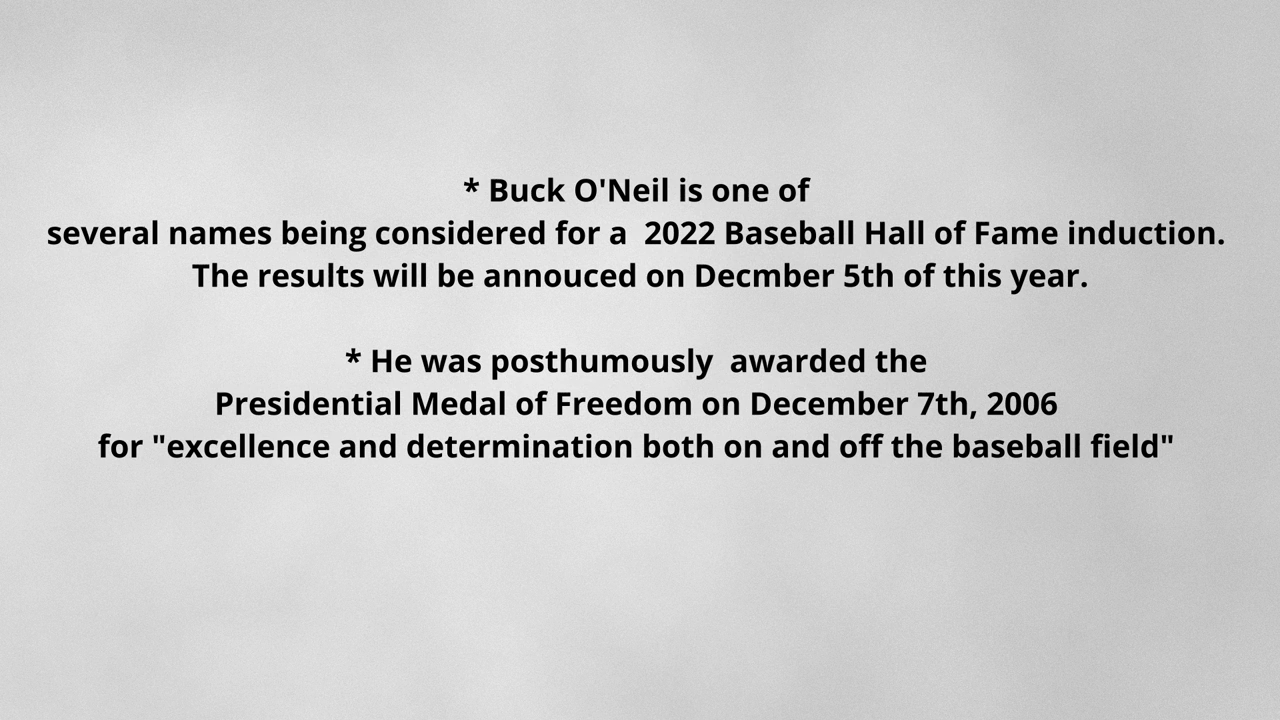 * Buck O'Neil is one of
several names being considered for a  2022 Baseball Hall of Fame induction.
The results will be annouced on Decmber 5th of this year.
* He was posthumously  awarded the
Presidential Medal of Freedom on December 7th, 2006
for "excellence and determination both on and off the baseball field"